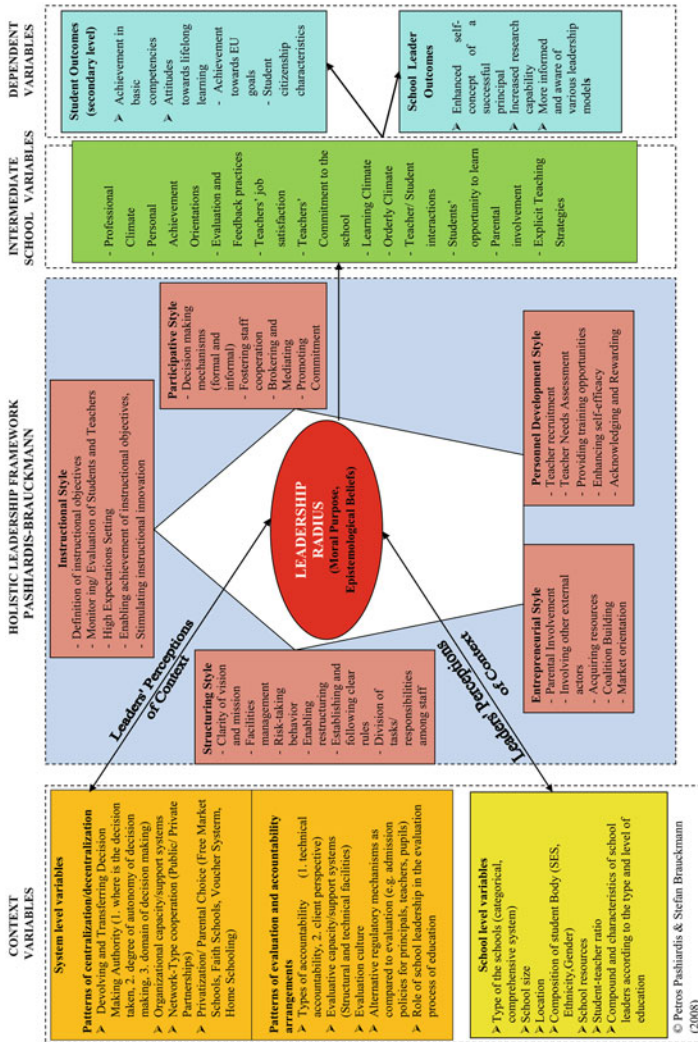 CONTEXT
VARIABLES
System level variables
Patterns of centralization/decentralization
➢ Devolving and Transferring Decision
Making Authority (1. where is the decision
taken, 2. degree of autonomy of decision
making, 3. domain of decision making)
➢ Organizational capacity/support systems
➢ Network-Type cooperation (Public/ Private
Partnerships)
➢ Privatization/ Parental Choice (Free Market
Schools, Faith Schools, Voucher Systerm,
Home Schooling)
Patterns of evaluation and accountability
arrangements
➢ Types of accountability (1. technical
accountability, 2. client perspective)
➢ Evaluative capacity/support systems
(Structural and technical facilities)
➢ Evaluation culture
➢ Alternative regulatory mechanisms as
compared to evaluation (e.g. admission
policies for principals, teachers, pupils)
➢ Role of school leadership in the evaluation
process of education
School level variables
➢ Type of the schools (categorical,
comprehensive system)
➢ School size
➢ Location
➢ Composition of student Body (SES,
Ethnicity,Gender)
➢ School resources
➢ Student-teacher ratio
➢ Compound and characteristics of school
leaders according to the type and level of
education
© Petros Pashiardis & Stefan Brauckmann
(2008)
HOLISTIC LEADERSHIP FRAMEWORK
PASHIARDIS-BRAUCKMANN
Leaders' Perceptions
of Context
Leaders' Perceptions
of Context
Instructional Style
- Definition of instructional objectives
- Monitor ing/ Evaluation of Students and Teachers
- High Expectations Setting
- Enabling achievement of instructional objectives,
- Stimulating instructional innovation
Structuring Style
- Clarity of vision
and mission
- Facilities
management
- Risk-taking
behavior
- Enabling
restructuring
- Establishing and
following clear
rules
- Division of
tasks/
responsibilities
among staff
LEADERSHIP
RADIUS
(Moral Purpose,
Epistemological Beliefs)
Participative Style
- Decision making
mechanisms
(formal and
informal)
- Fostering staff
cooperation
- Brokering and
Mediating
- Promoting
Commitment
Entrepreneurial Style
- Parental Involvement
- Involving other external
actors
- Acquiring resources
- Coalition Building
- Market orientation
Personnel Development Style
- Teacher recruitment
- Teacher Needs Assessment
- Providing training opportunities
- Enhancing self-efficacy
- Acknowledging and Rewarding
INTERMEDIATE
SCHOOL VARIABLES
- Professional
Climate
- Personal
Achievement
Orientations
- Evaluation and
Feedback practices
- Teachers' job
satisfaction
- Teachers'
Commitment to the
school
- Learning Climate
- Orderly Climate
- Teacher/ Student
interactions
- Students'
opportunity to learn
- Parental
involvement
- Explicit Teaching
Strategies
DEPENDENT
VARIABLES
Student Outcomes
(secondary level)
➢ Achievement in
basic
competencies
➢ Attitudes
towards lifelong
learning
- Achievement
towards EU
goals
- Student
citizenship
characteristics
School Leader
Outcomes
➢ Enhanced self-
concept of a
successful
principal
➢ Increased research
capability
➢ More informed
and aware of
various leadership
models